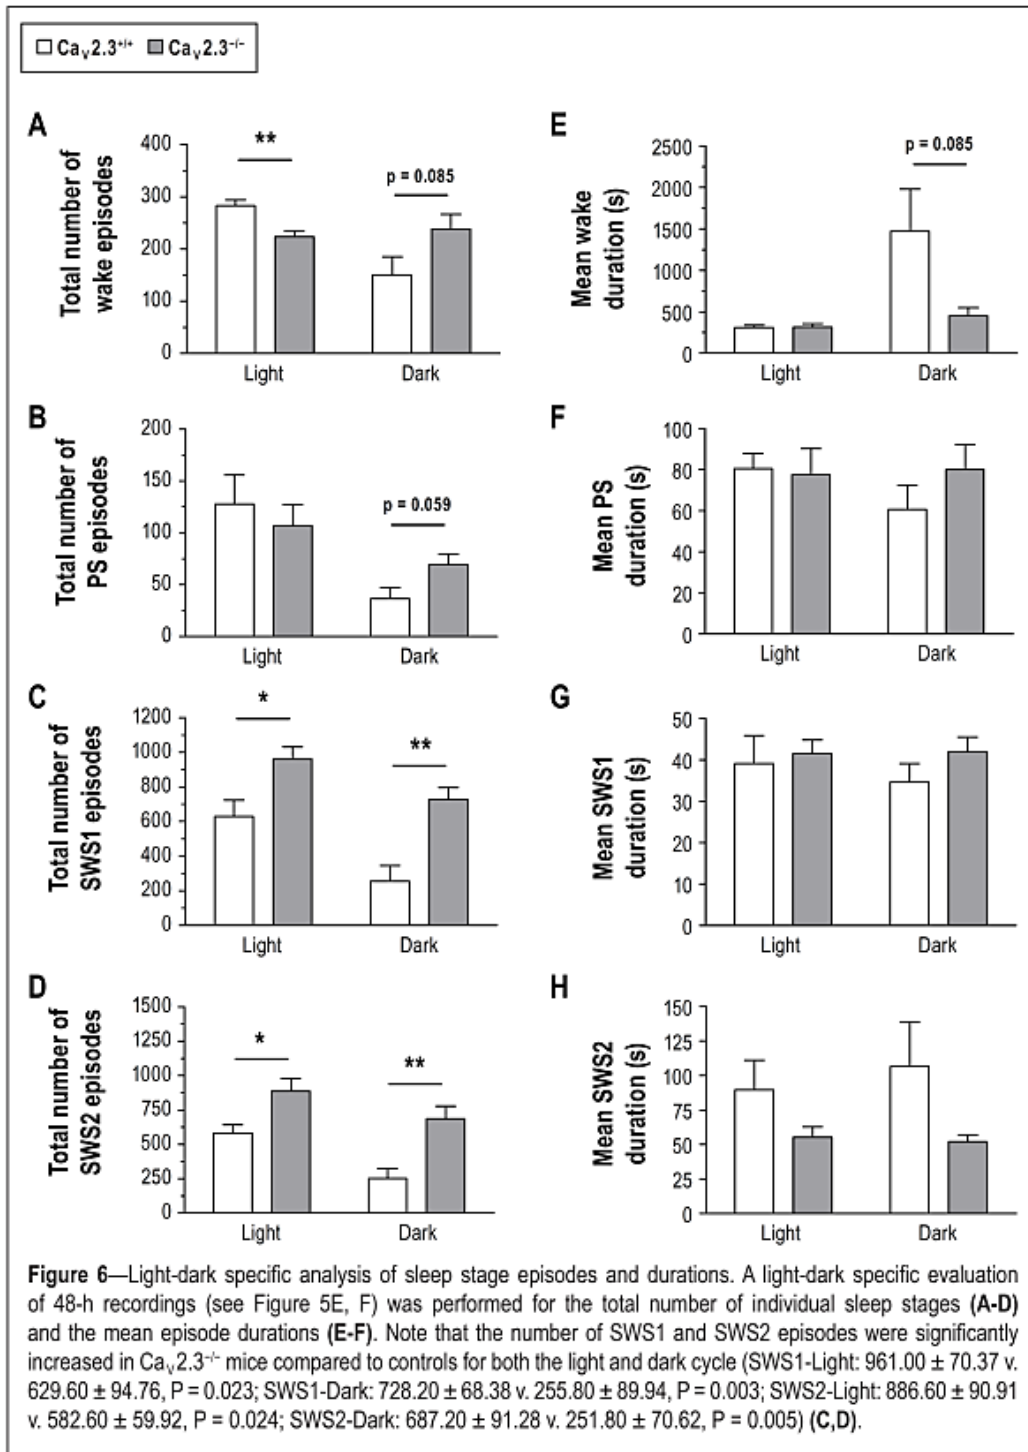 Caᵥ2.3⁺/⁺ Caᵥ2.3⁻/⁻
A
Total number of
wake episodes
400
300
200
100
0
**
p = 0.085
Light Dark
E
Mean wake
duration (s)
2500
2000
1500
1000
500
0
p = 0.085
Light Dark
B
Total number of
PS episodes
200
150
100
50
0
p = 0.059
Light Dark
F
Mean PS
duration (s)
100
80
60
40
20
0
Light Dark
C
Total number of
SWS1 episodes
1200
1000
800
600
400
200
0
*
**
Light Dark
G
Mean SWS1
duration (s)
50
40
30
20
10
0
Light Dark
D
Total number of
SWS2 episodes
1500
1250
1000
750
500
250
0
*
**
Light Dark
H
Mean SWS2
duration (s)
150
125
100
75
50
25
0
Light Dark
Figure 6—Light-dark specific analysis of sleep stage episodes and durations. A light-dark specific evaluation
of 48-h recordings (see Figure 5E, F) was performed for the total number of individual sleep stages (A-D)
and the mean episode durations (E-F). Note that the number of SWS1 and SWS2 episodes were significantly
increased in Caᵥ2.3⁻/⁻ mice compared to controls for both the light and dark cycle (SWS1-Light: 961.00 ± 70.37 v.
629.60 ± 94.76, P = 0.023; SWS1-Dark: 728.20 ± 68.38 v. 255.80 ± 89.94, P = 0.003; SWS2-Light: 886.60 ± 90.91
v. 582.60 ± 59.92, P = 0.024; SWS2-Dark: 687.20 ± 91.28 v. 251.80 ± 70.62, P = 0.005) (C,D).